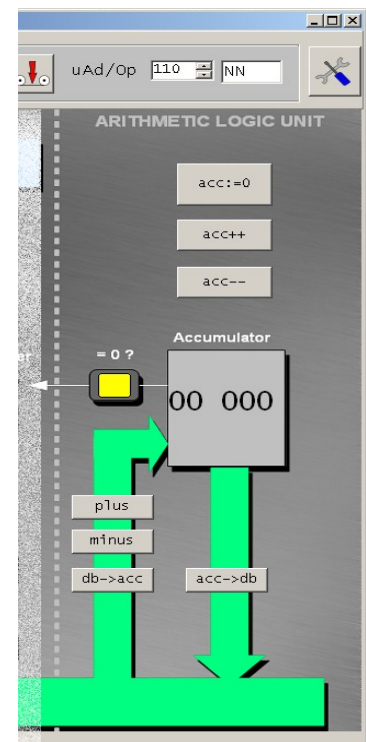 uAd/Op 110 NN
ARITHMETIC LOGIC UNIT
acc:=0
acc++
acc--
Accumulator
= 0 ?
00 000
plus
minus
db->acc
acc->db